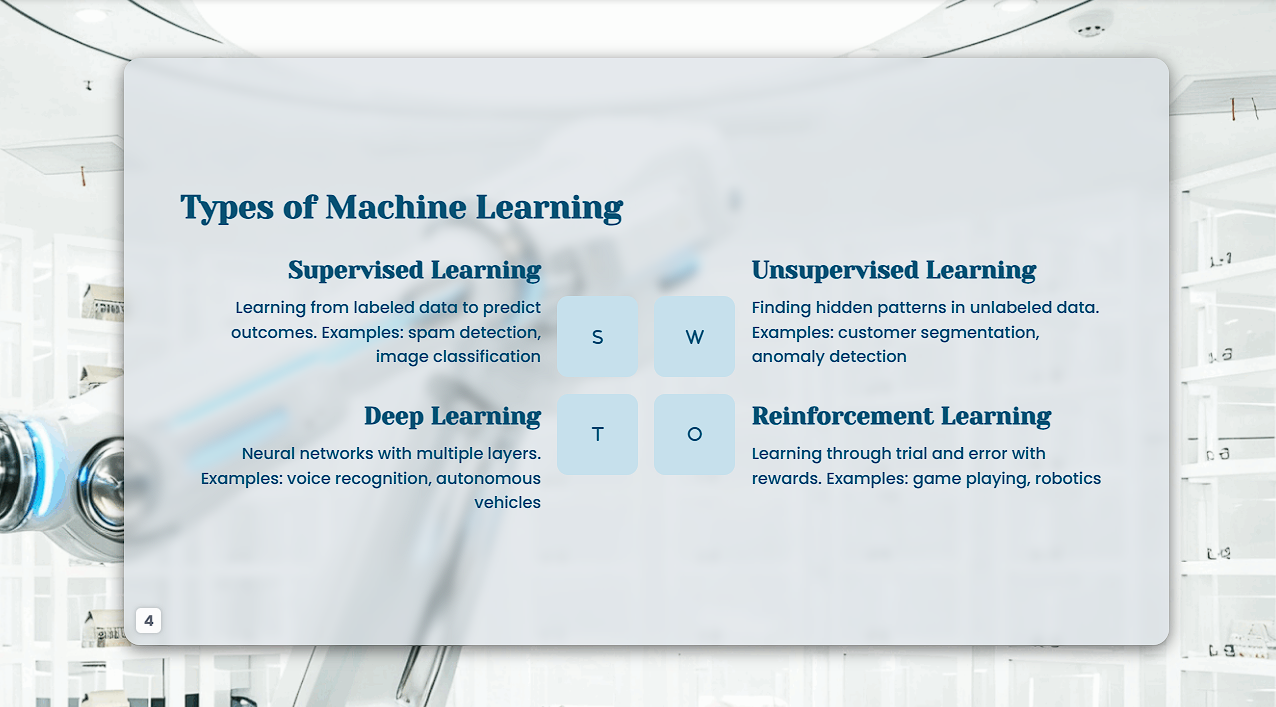 Types of Machine Learning
Supervised Learning
Learning from labeled data to predict
outcomes. Examples: spam detection,
image classification
S
W
Unsupervised Learning
Finding hidden patterns in unlabeled data.
Examples: customer segmentation,
anomaly detection
Deep Learning
Neural networks with multiple layers.
Examples: voice recognition, autonomous
vehicles
T
O
Reinforcement Learning
Learning through trial and error with
rewards. Examples: game playing, robotics
4